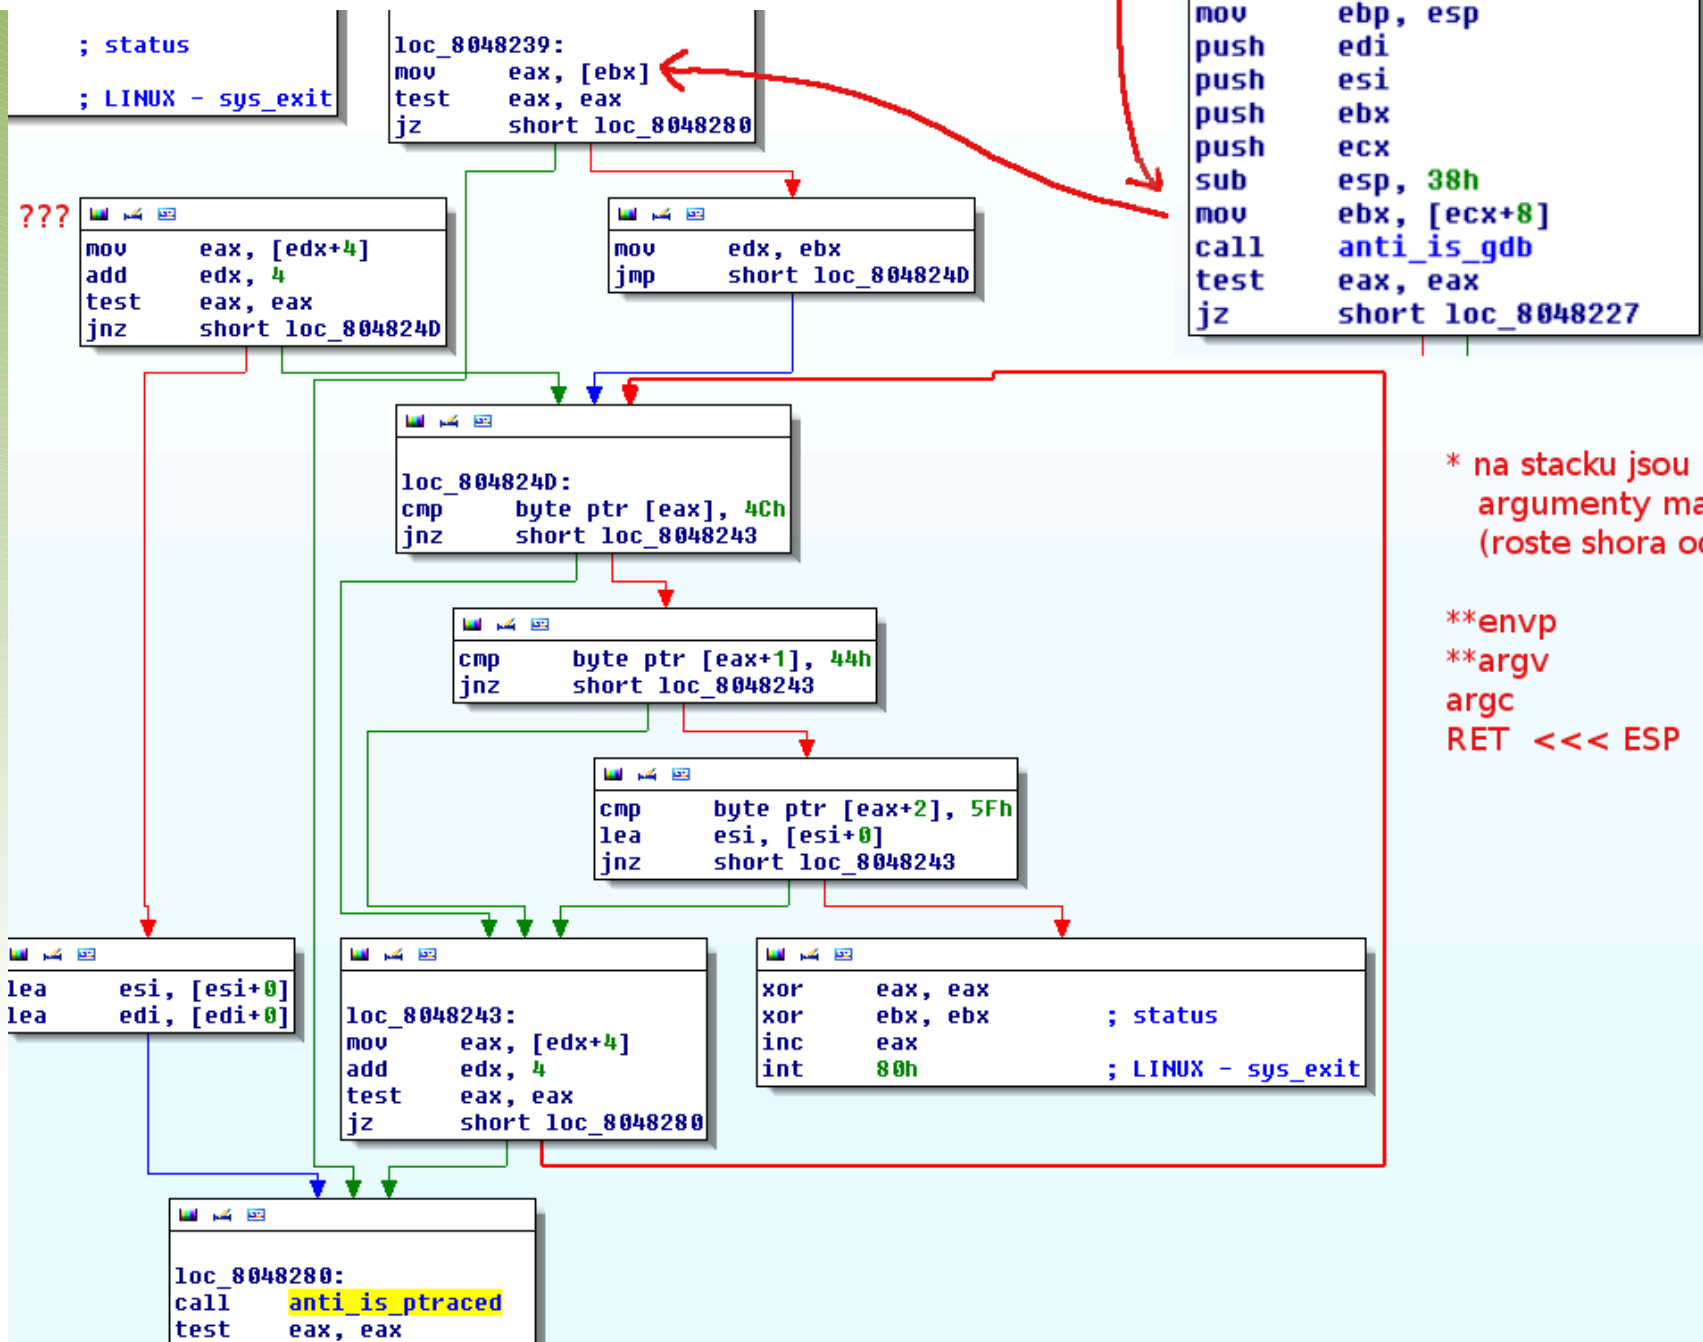 ; status
; LINUX - sys_exit
loc_8048239:
mov eax, [ebx]
test eax, eax
jz short loc_8048280
mov ebp, esp
push edi
push esi
push ebx
push ecx
sub esp, 38h
mov ebx, [ecx+8]
call anti_is_gdb
test eax, eax
jz short loc_8048227
???
mov eax, [edx+4]
add edx, 4
test eax, eax
jnz short loc_804824D
mov edx, ebx
jmp short loc_804824D
loc_804824D:
cmp byte ptr [eax], 4Ch
jnz short loc_8048243
* na stacku jsou
argumenty ma
(roste shora
**envp
**argv
argc
RET <<< ESP
cmp byte ptr [eax+1], 44h
jnz short loc_8048243
cmp byte ptr [eax+2], 5Fh
lea esi, [esi+0]
jnz short loc_8048243
lea esi, [esi+0]
lea edi, [edi+0]
loc_8048243:
mov eax, [edx+4]
add edx, 4
test eax, eax
jz short loc_8048280
xor eax, eax
xor ebx, ebx ; status
inc eax
int 80h ; LINUX - sys_exit
loc_8048280:
call anti_is_ptraced
test eax, eax